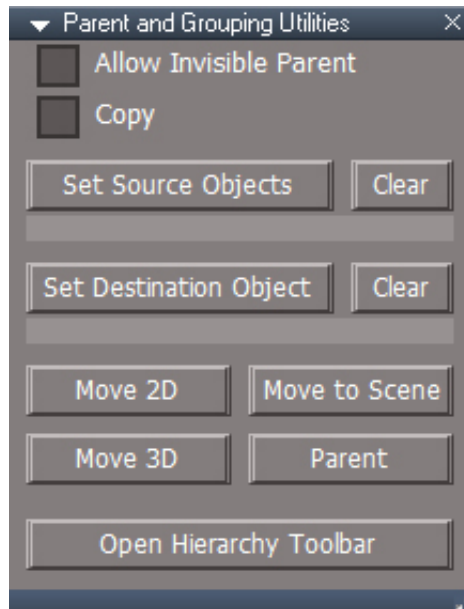 Parent and Grouping Utilities
Allow Invisible Parent
Copy
Set Source Objects Clear
Set Destination Object Clear
Move 2D Move to Scene
Move 3D Parent
Open Hierarchy Toolbar